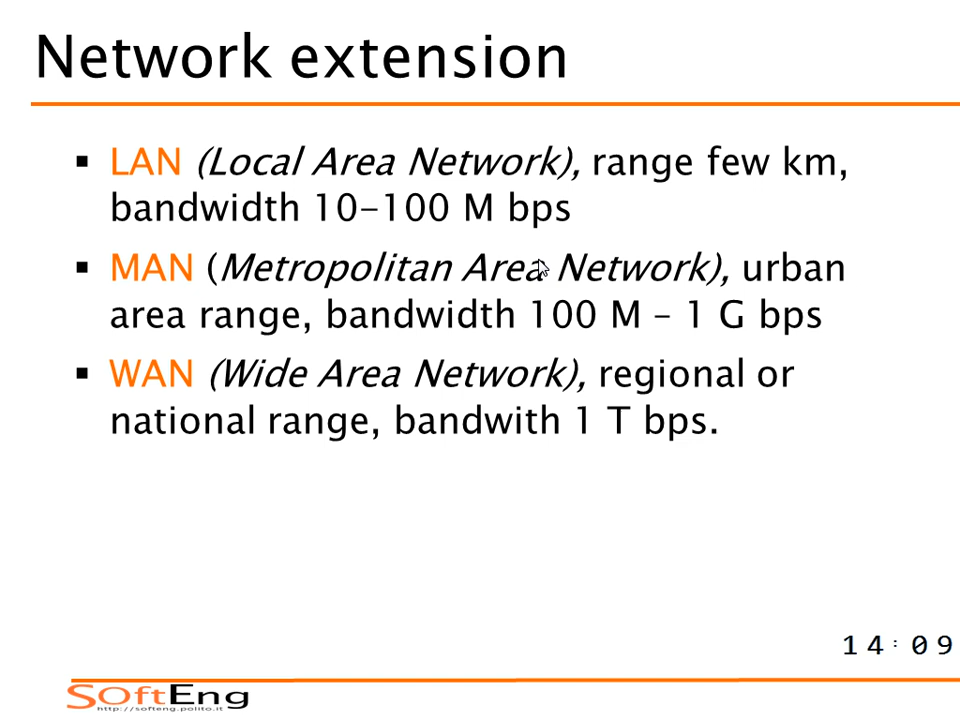 Network extension
▪ LAN (Local Area Network), range few km,
bandwidth 10-100 M bps
▪ MAN (Metropolitan Area Network), urban
area range, bandwidth 100 M – 1 G bps
▪ WAN (Wide Area Network), regional or
national range, bandwith 1 T bps.
14:09
SoftEng
http://softeng.polito.it